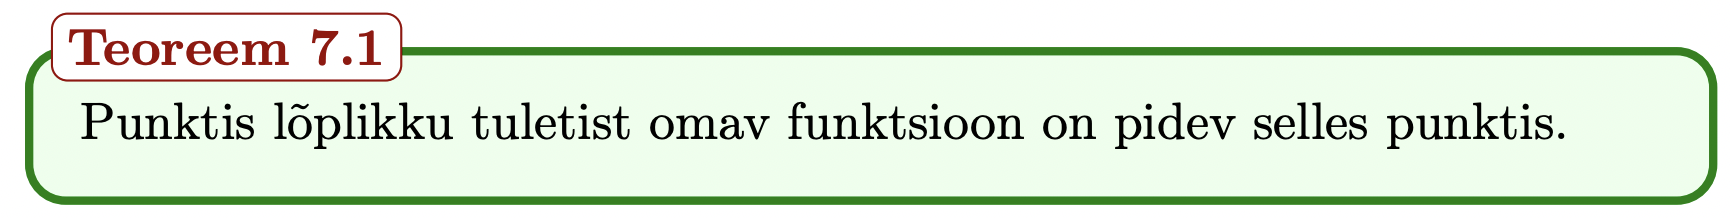 Teoreem 7.1
Punktis lõplikku tuletist omav funktsioon on pidev selles punktis.